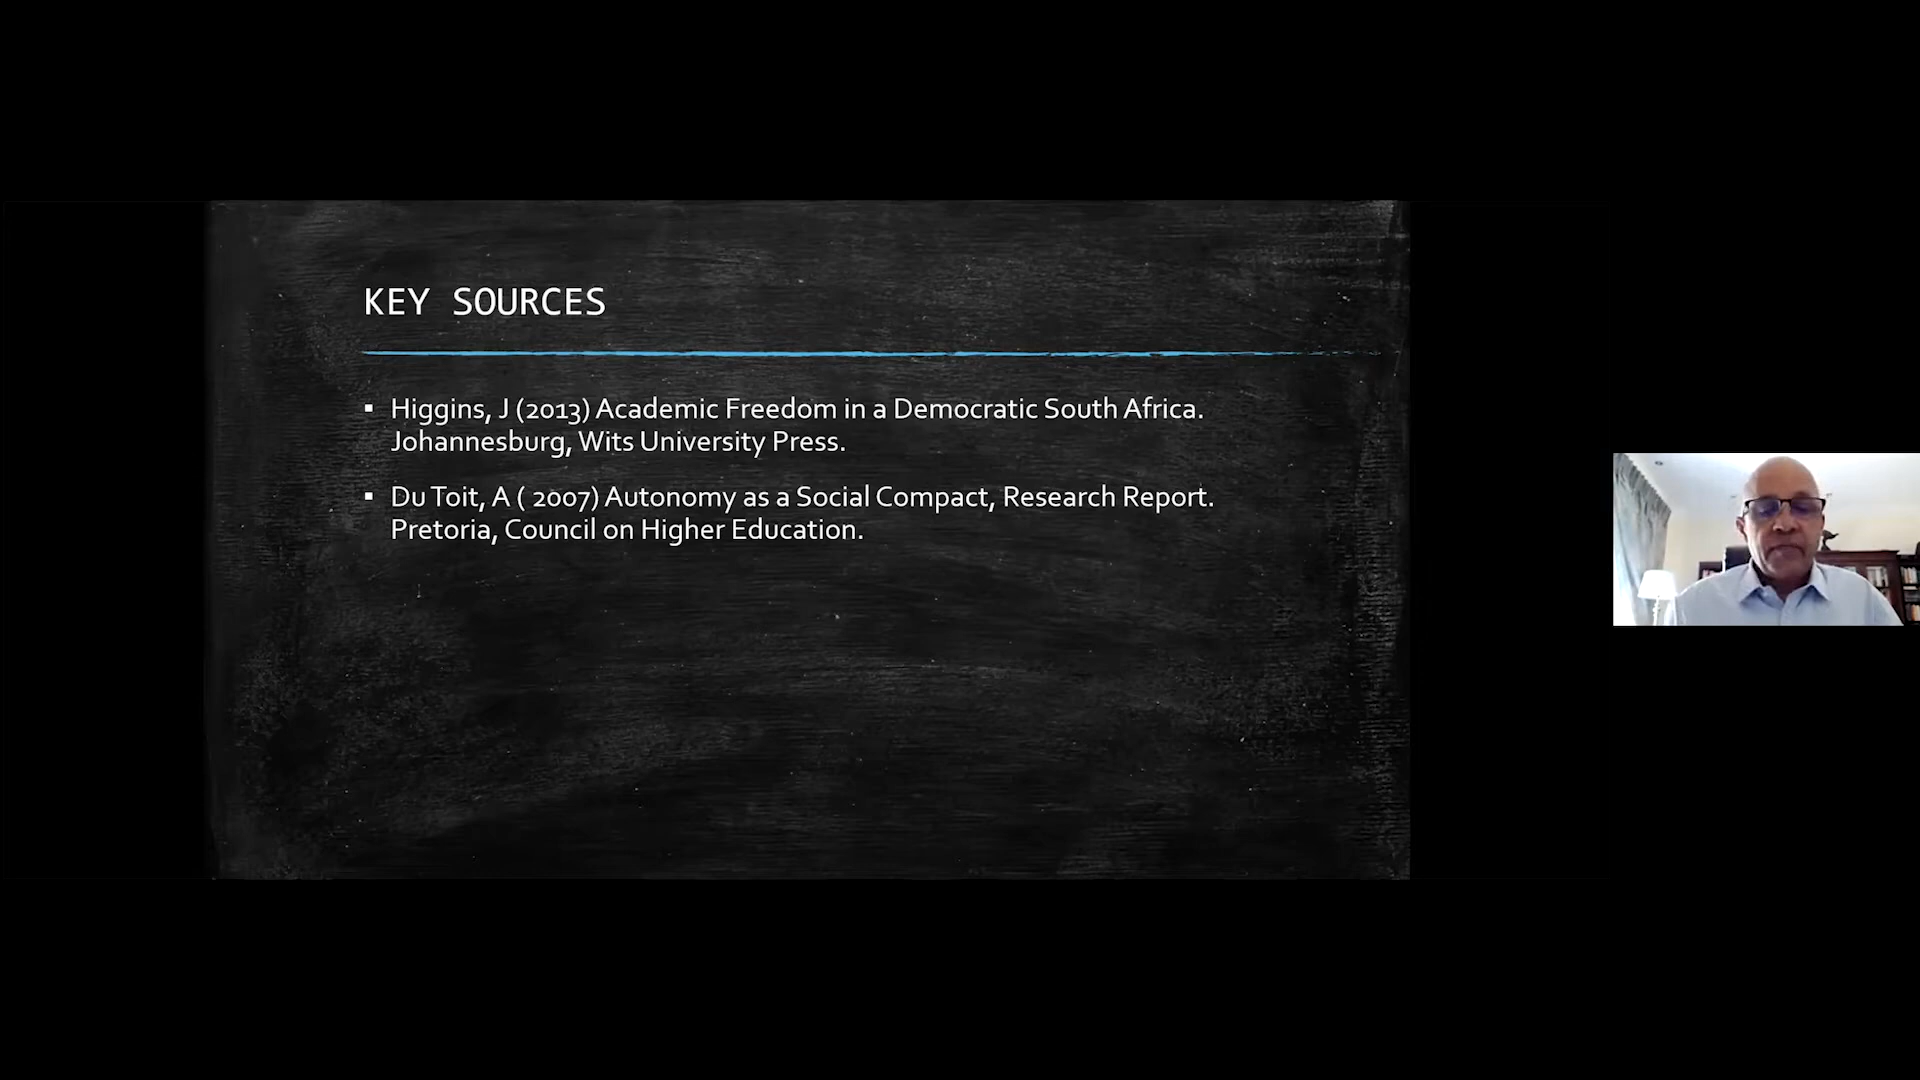 KEY SOURCES
▪ Higgins, J (2013) Academic Freedom in a Democratic South Africa.
Johannesburg, Wits University Press.
▪ Du Toit, A ( 2007) Autonomy as a Social Compact, Research Report.
Pretoria, Council on Higher Education.